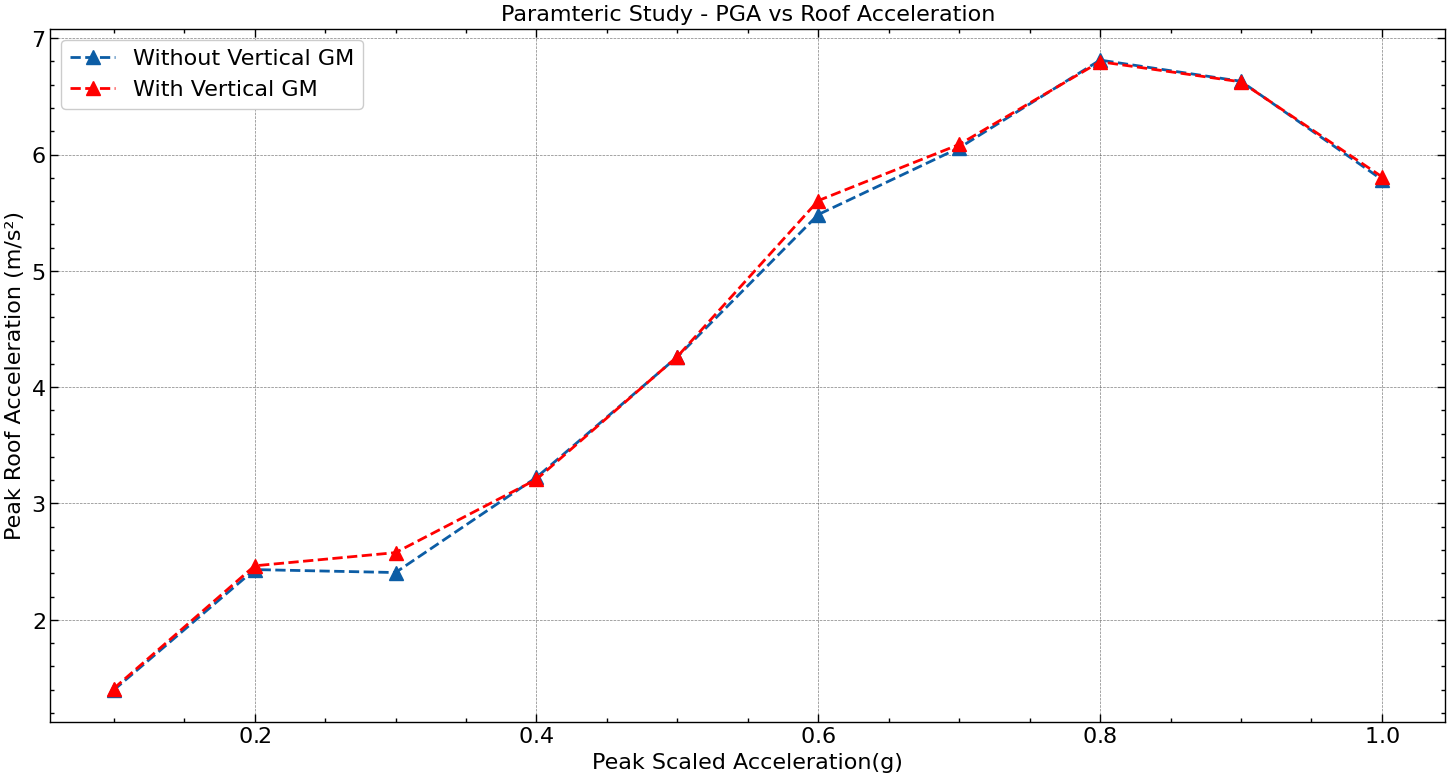 Paramteric Study - PGA vs Roof Acceleration
Without Vertical GM
With Vertical GM
Peak Roof Acceleration (m/s²)
7
6
5
4
3
2
0.2 0.4 0.6 0.8 1.0
Peak Scaled Acceleration(g)